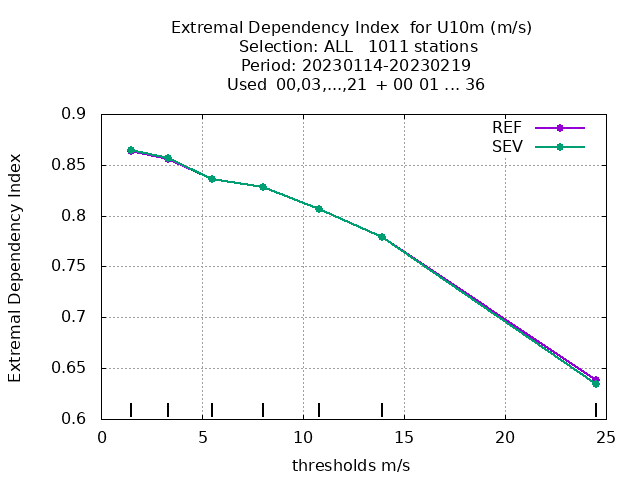 Extremal Dependency Index  for U10m (m/s)
Selection: ALL   1011 stations
Period: 20230114-20230219
Used  00,03,...,21  + 00 01 ... 36
REF
SEV
Extremal Dependency Index
0.9
0.85
0.8
0.75
0.7
0.65
0.6
0 5 10 15 20 25
thresholds m/s